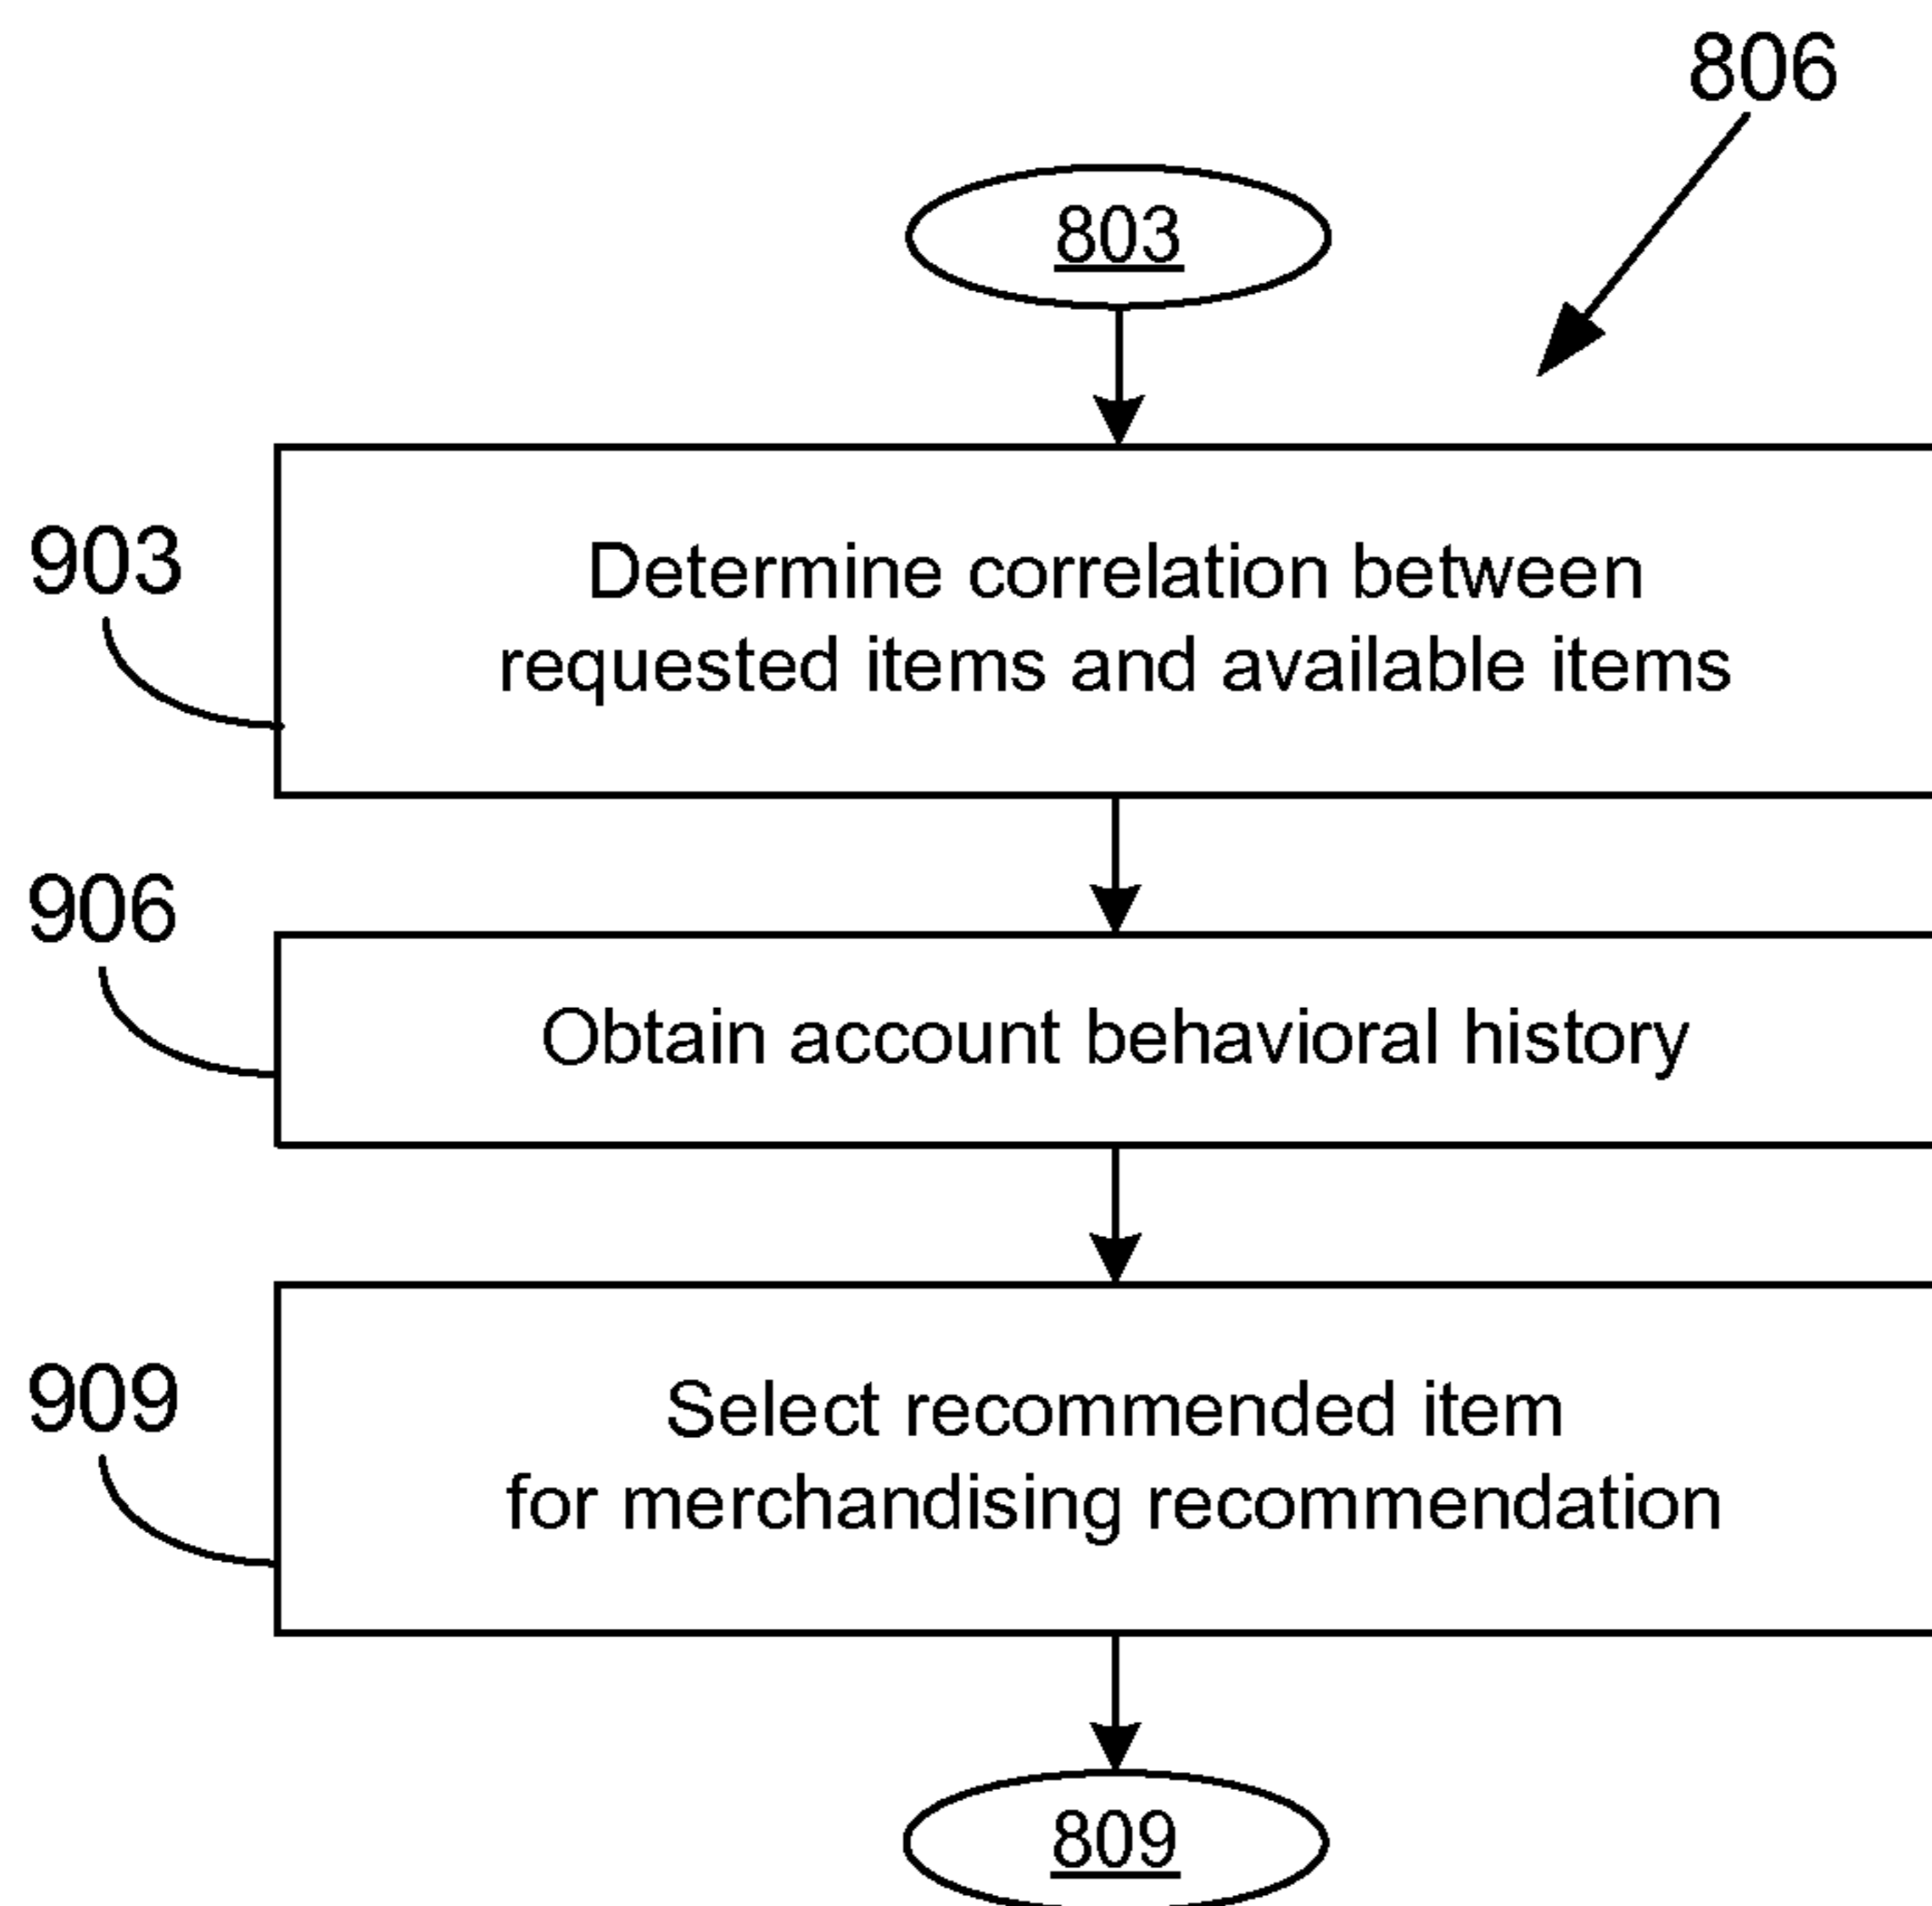 806
803
903
Determine correlation between
requested items and available items
906
Obtain account behavioral history
909
Select recommended item
for merchandising recommendation
809